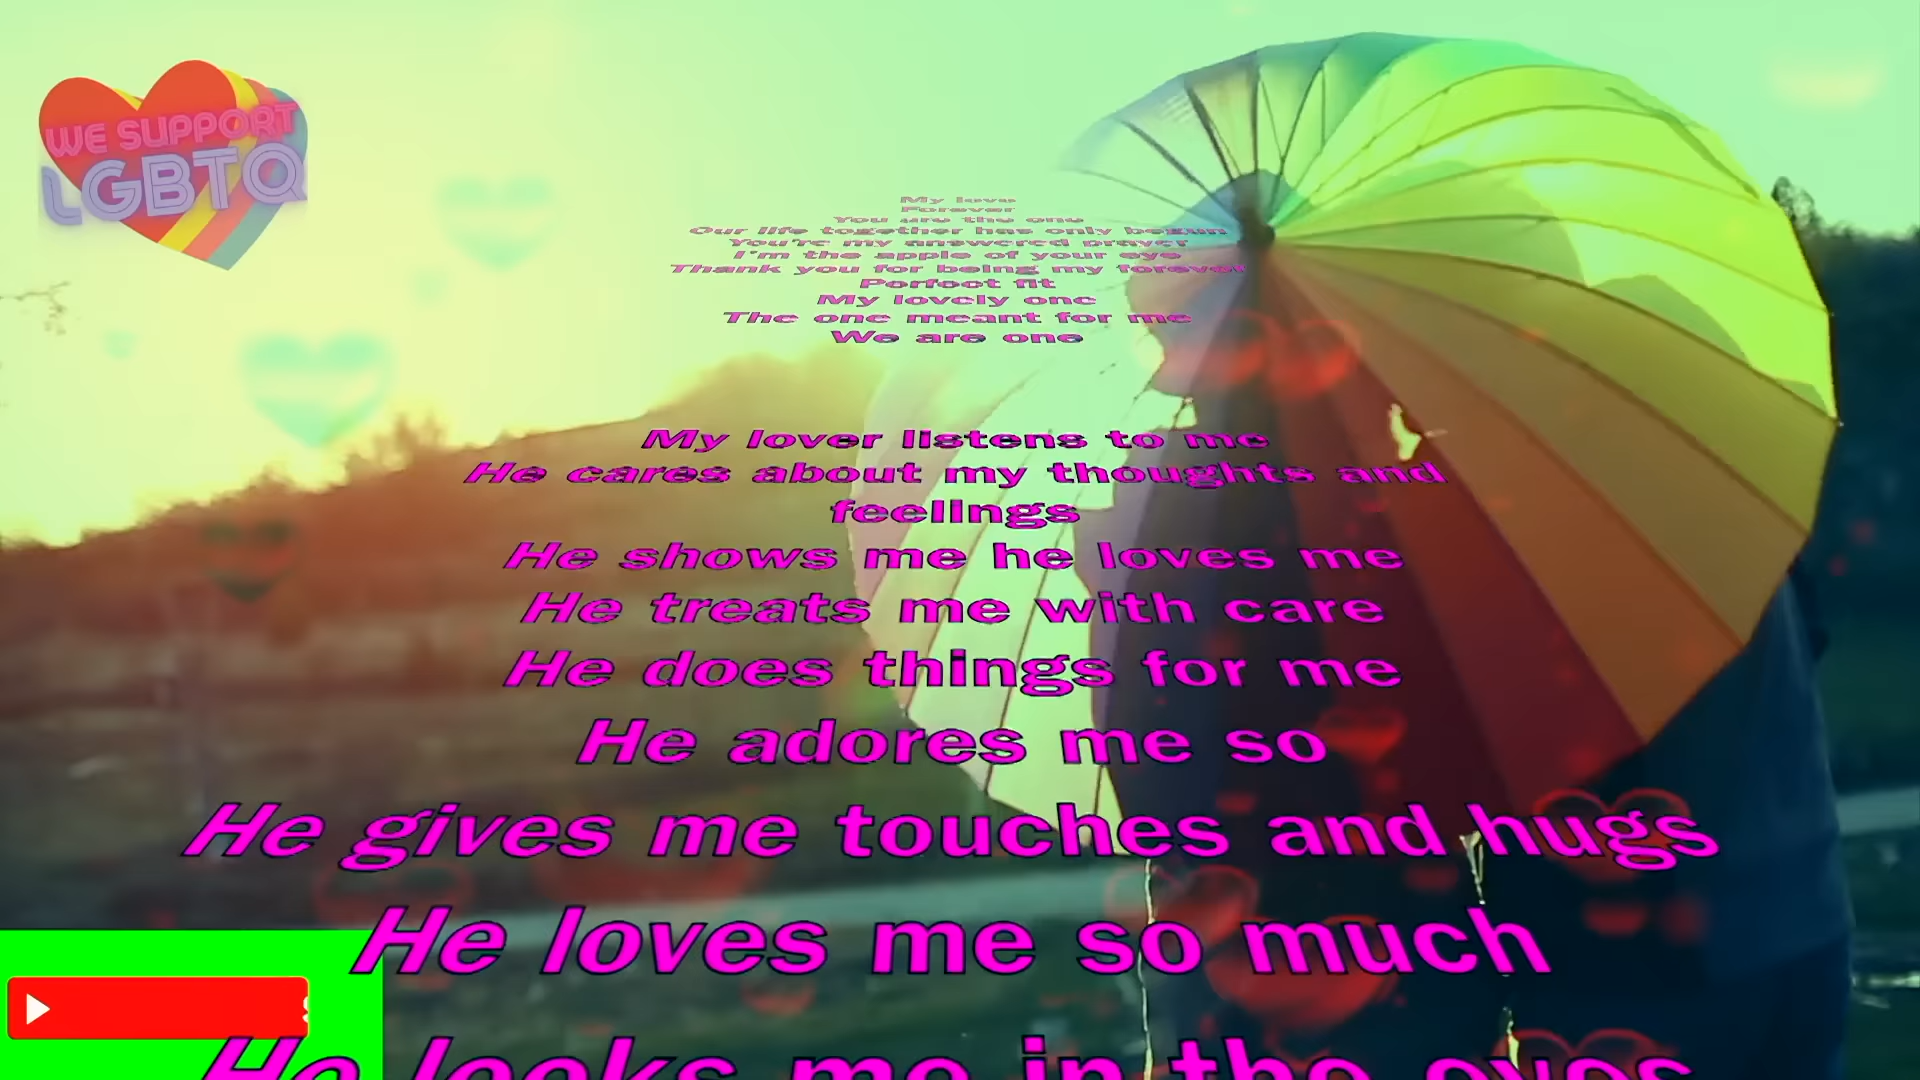 WE SUPPORT
LGBTQ
My love
Forever
You are the one
Our life together has only begun
You're my answered prayer
I'm the apple of your eye
Thank you for being my forever
Perfect fit
My lovely one
The one meant for me
We are one
My lover listens to me
He cares about my thoughts and
feelings
He shows me he loves me
He treats me with care
He does things for me
He adores me so
He gives me touches and hugs
He loves me so much
He looks me in the eyes